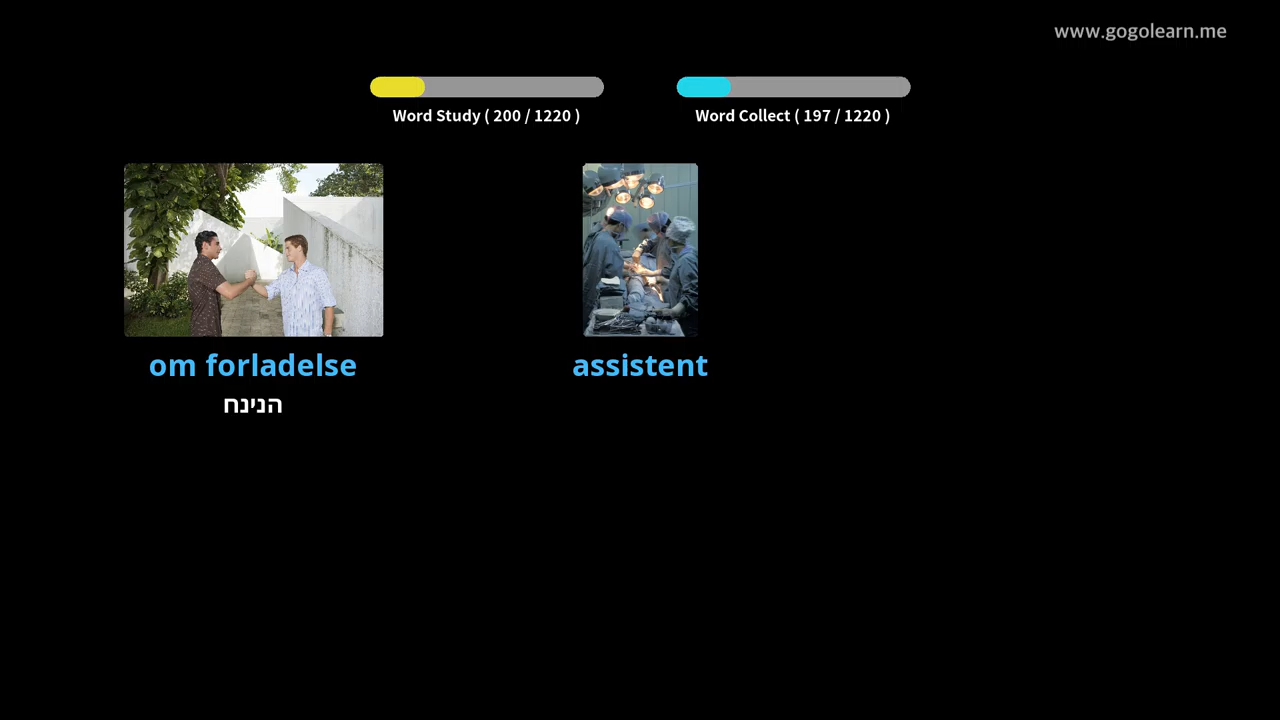 www.gogolearn.me
Word Study ( 200 / 1220 )
Word Collect ( 197 / 1220 )
om forladelse
הנינח
assistent